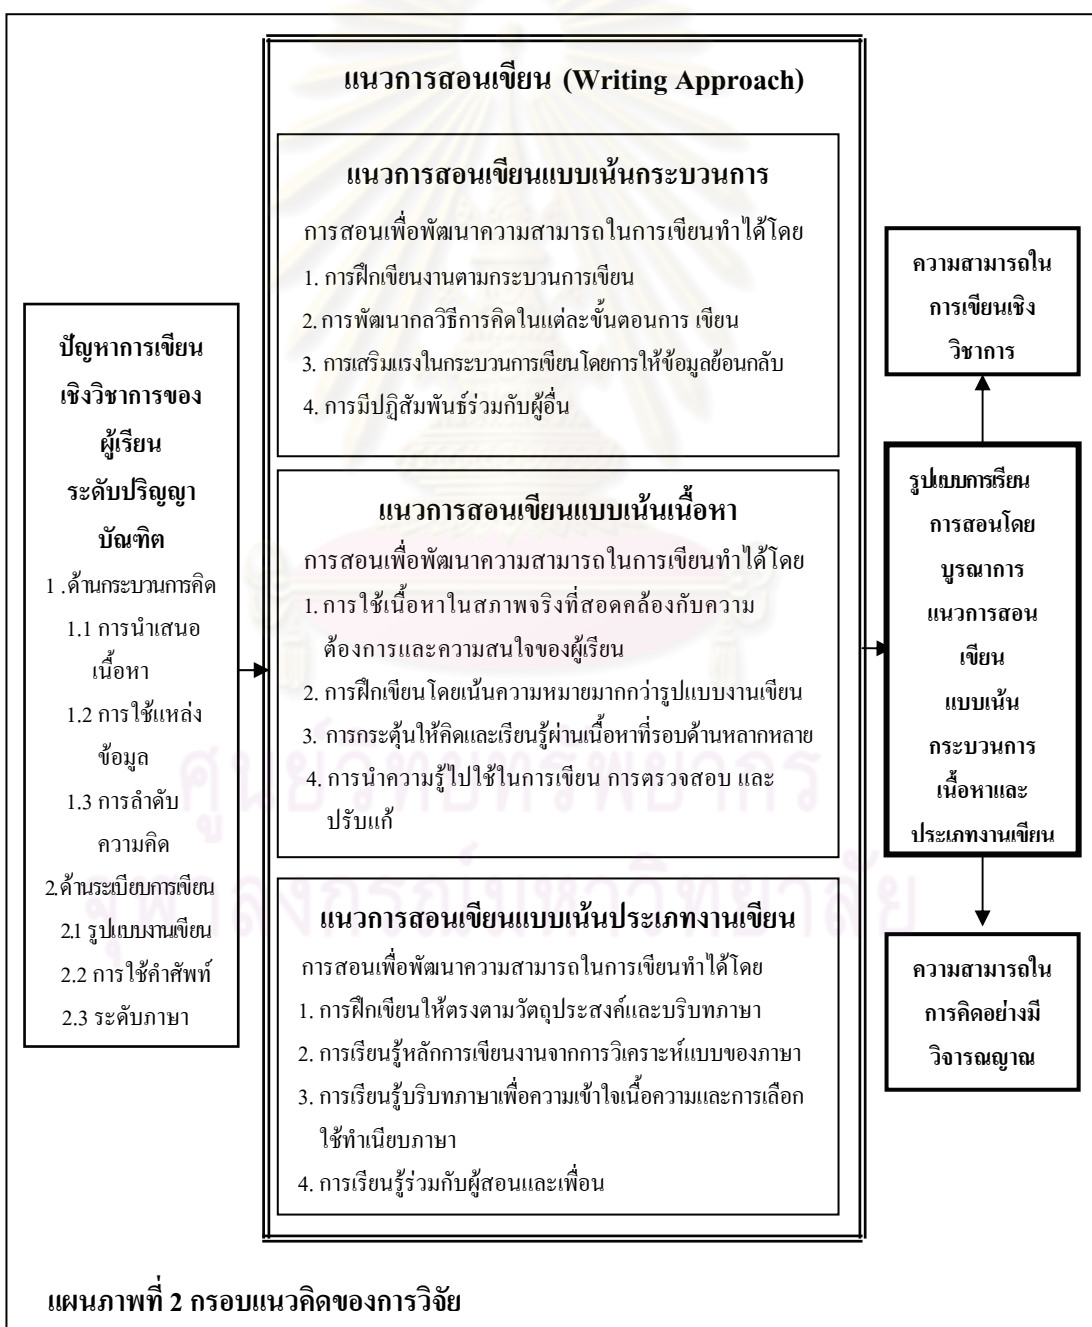 แนวการสอนเขียน (Writing Approach)
แนวการสอนเขียนแบบเน้นกระบวนการ
การสอนเพื่อพัฒนาความสามารถในการเขียนทำได้โดย
1. การฝึกเขียนงานตามกระบวนการเขียน
2. การพัฒนากลวิธีการคิดในแต่ละขั้นตอนการ เขียน
3. การเสริมแรงในกระบวนการเขียนโดยการให้ข้อมูลย้อนกลับ
4. การมีปฏิสัมพันธ์ร่วมกับผู้อื่น
ปัญหาการเขียน
เชิงวิชาการของ
ผู้เรียน
ระดับปริญญา
บัณฑิต
1 .ด้านกระบวนการคิด
1.1 การนำเสนอ
เนื้อหา
1.2 การใช้แหล่ง
ข้อมูล
1.3 การลำดับ
ความคิด
2.ด้านระเบียบการเขียน
2.1 รูปแบบงานเขียน
2.2 การใช้คำศัพท์
2.3 ระดับภาษา
แนวการสอนเขียนแบบเน้นเนื้อหา
การสอนเพื่อพัฒนาความสามารถในการเขียนทำได้โดย
1. การใช้เนื้อหาในสภาพจริงที่สอดคล้องกับความ
ต้องการและความสนใจของผู้เรียน
2. การฝึกเขียนโดยเน้นความหมายมากกว่ารูปแบบงานเขียน
3. การกระตุ้นให้คิดและเรียนรู้ผ่านเนื้อหาที่รอบด้านหลากหลาย
4. การนำความรู้ไปใช้ในการเขียน การตรวจสอบ และ
ปรับแก้
แนวการสอนเขียนแบบเน้นประเภทงานเขียน
การสอนเพื่อพัฒนาความสามารถในการเขียนทำได้โดย
1. การฝึกเขียนให้ตรงตามวัตถุประสงค์และบริบทภาษา
2. การเรียนรู้หลักการเขียนงานจากการวิเคราะห์แบบของภาษา
3. การเรียนรู้บริบทภาษาเพื่อความเข้าใจเนื้อความและการเลือก
ใช้ทำเนียบภาษา
4. การเรียนรู้ร่วมกับผู้สอนและเพื่อน
ความสามารถใน
การเขียนเชิง
วิชาการ
รูปแบบการเรียน
การสอนโดย
บูรณาการ
แนวการสอน
เขียน
แบบเน้น
กระบวนการ
เนื้อหาและ
ประเภทงานเขียน
ความสามารถใน
การคิดอย่างมี
วิจารณญาณ
ศูนย์วิทยทรัพยากร
จุฬาลงกรณ์มหาวิทยาลัย
แผนภาพที่ 2 กรอบแนวคิดของการวิจัย